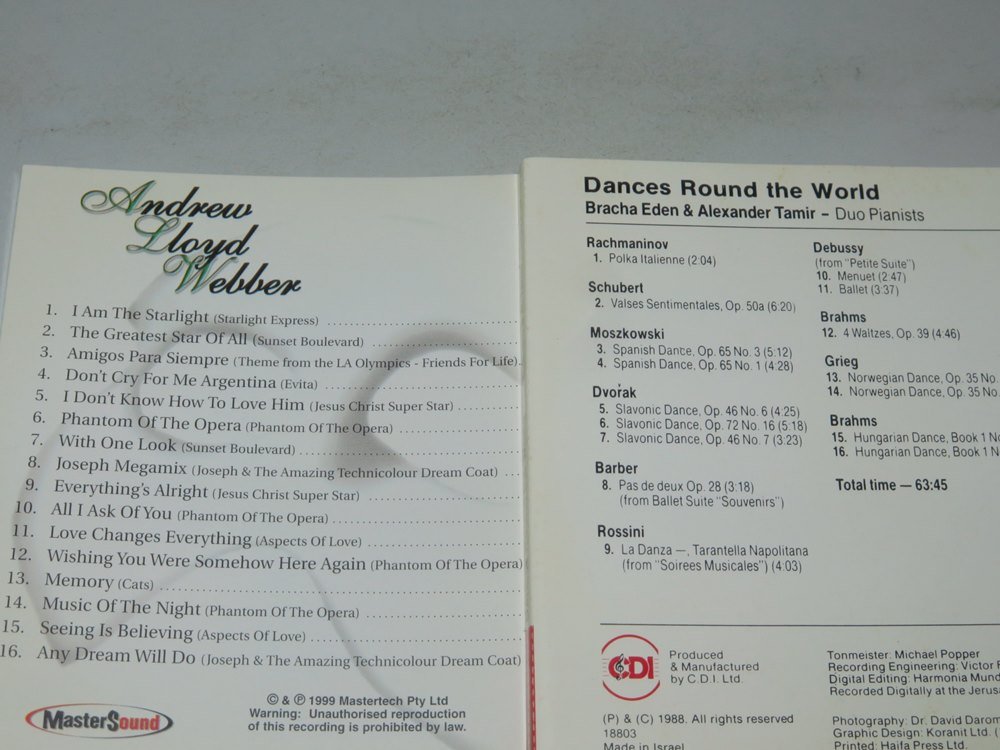 Andrew
Lloyd
Webber
1. I Am The Starlight (Starlight Express)
2. The Greatest Star Of All (Sunset Boulevard)
3. Amigos Para Siempre (Theme from the LA Olympics - Friends For Life)
4. Don't Cry For Me Argentina (Evita)
5. I Don't Know How To Love Him (Jesus Christ Super Star)
6. Phantom Of The Opera (Phantom Of The Opera)
7. With One Look (Sunset Boulevard)
8. Joseph Megamix (Joseph & The Amazing Technicolour Dream Coat)
9. Everything's Alright (Jesus Christ Super Star)
10. All I Ask Of You (Phantom Of The Opera)
11. Love Changes Everything (Aspects Of Love)
12. Wishing You Were Somehow Here Again (Phantom Of The Opera)
13. Memory (Cats)
14. Music Of The Night (Phantom Of The Opera)
15. Seeing Is Believing (Aspects Of Love)
16. Any Dream Will Do (Joseph & The Amazing Technicolour Dream Coat)
MasterSound
© & ℗ 1999 Mastertech Pty Ltd
Warning: Unauthorised reproduction
of this recording is prohibited by law.
Dances Round the World
Bracha Eden & Alexander Tamir – Duo Pianists
Rachmaninov
1. Polka Italienne (2:04)
Schubert
2. Valses Sentimentales, Op. 50a (6:20)
Moszkowski
3. Spanish Dance, Op. 65 No. 3 (5:12)
4. Spanish Dance, Op. 65 No. 1 (4:28)
Dvořak
5. Slavonic Dance, Op. 46 No. 6 (4:25)
6. Slavonic Dance, Op. 72 No. 16 (5:18)
7. Slavonic Dance, Op. 46 No. 7 (3:23)
Barber
8. Pas de deux Op. 28 (3:18)
(from Ballet Suite "Souvenirs")
Rossini
9. La Danza –, Tarantella Napolitana
(from "Soirees Musicales") (4:03)
Debussy
(from "Petite Suite")
10. Menuet (2:47)
11. Ballet (3:37)
Brahms
12. 4 Waltzes, Op. 39 (4:46)
Grieg
13. Norwegian Dance, Op. 35 No.
14. Norwegian Dance, Op. 35 No.
Brahms
15. Hungarian Dance, Book 1
16. Hungarian Dance, Book 1
Total time — 63:45
CDI
Produced
& Manufactured
by C.D.I. Ltd.
(P) & (C) 1988. All rights reserved
18803
Made in Israel
Tonmeister: Michael Popper
Recording Engineering: Victor
Digital Editing: Harmonia
Recorded Digitally at the
Photography: Dr. David
Graphic Design: Koranit Ltd.
Printed: Haifa Press Ltd.